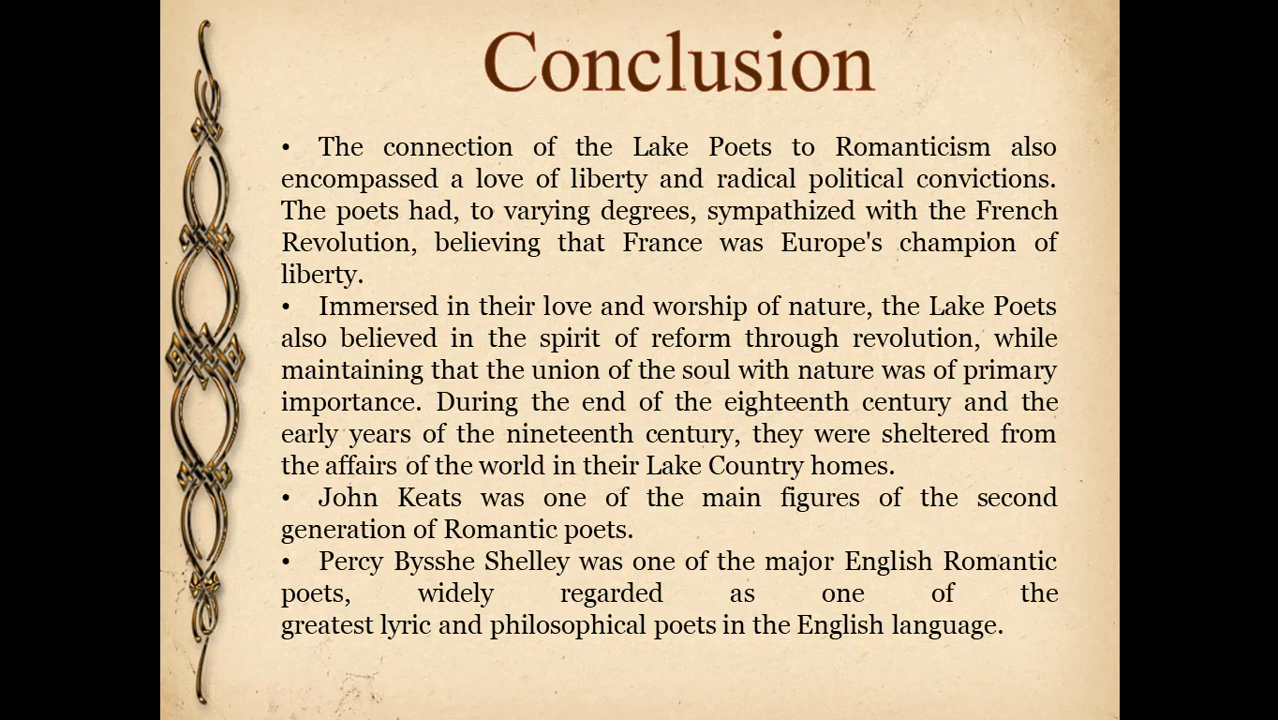 Conclusion
• The connection of the Lake Poets to Romanticism also
encompassed a love of liberty and radical political convictions.
The poets had, to varying degrees, sympathized with the French
Revolution, believing that France was Europe's champion of
liberty.
• Immersed in their love and worship of nature, the Lake Poets
also believed in the spirit of reform through revolution, while
maintaining that the union of the soul with nature was of primary
importance. During the end of the eighteenth century and the
early years of the nineteenth century, they were sheltered from
the affairs of the world in their Lake Country homes.
• John Keats was one of the main figures of the second
generation of Romantic poets.
• Percy Bysshe Shelley was one of the major English Romantic
poets, widely regarded as one of the
greatest lyric and philosophical poets in the English language.